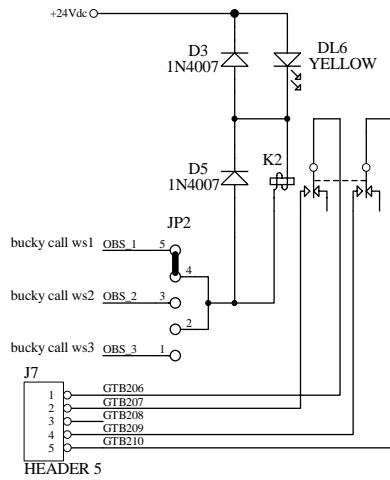 +24Vdc
D3
1N4007
DL6
YELLOW
D5
1N4007
K2
JP2
bucky call ws1 OBS_1 5
4
bucky call ws2 OBS_2 3
2
bucky call ws3 OBS_3 1
J7
1 GTB206
2 GTB207
3 GTB208
4 GTB209
5 GTB210
HEADER 5